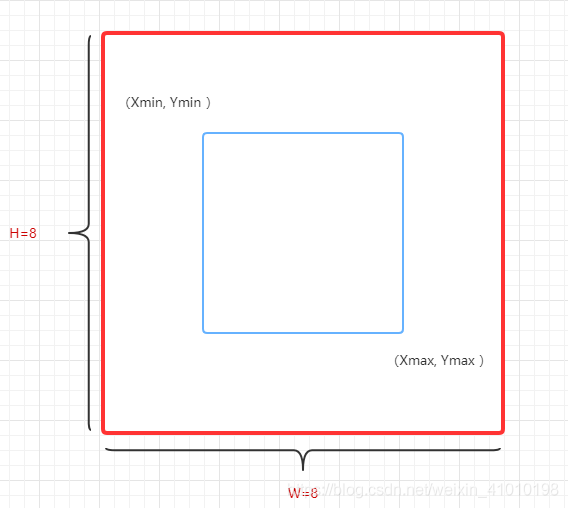 (Xmin, Ymin )
H=8
(Xmax, Ymax )
W=8
https://blog.csdn.net/weixin_41010198